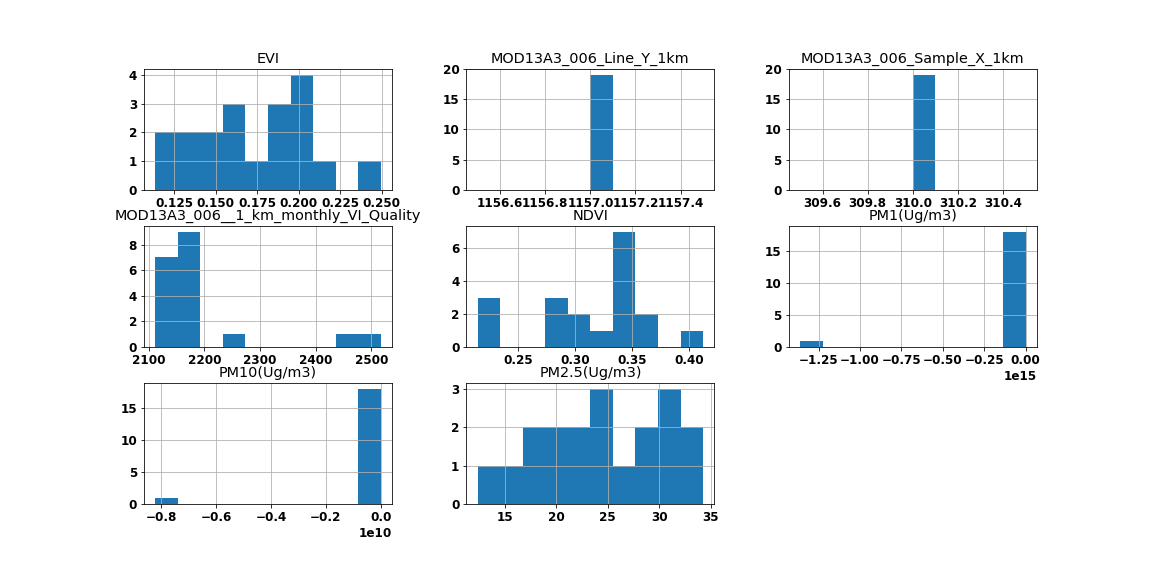 EVI
4
3
2
1
0
0.125 0.150 0.175 0.200 0.225 0.250
MOD13A3_006_Line_Y_1km
20
15
10
5
0
1156.6 1156.8 1157.0 1157.2 1157.4
MOD13A3_006_Sample_X_1km
20
15
10
5
0
309.6 309.8 310.0 310.2 310.4
MOD13A3_006__1_km_monthly_VI_Quality
8
6
4
2
0
2100 2200 2300 2400 2500
NDVI
6
4
2
0
0.25 0.30 0.35 0.40
PM1(Ug/m3)
15
10
5
0
−1.25 −1.00 −0.75 −0.50 −0.25 0.00
1e15
PM10(Ug/m3)
15
10
5
0
−0.8 −0.6 −0.4 −0.2 0.0
1e10
PM2.5(Ug/m3)
3
2
1
0
15 20 25 30 35